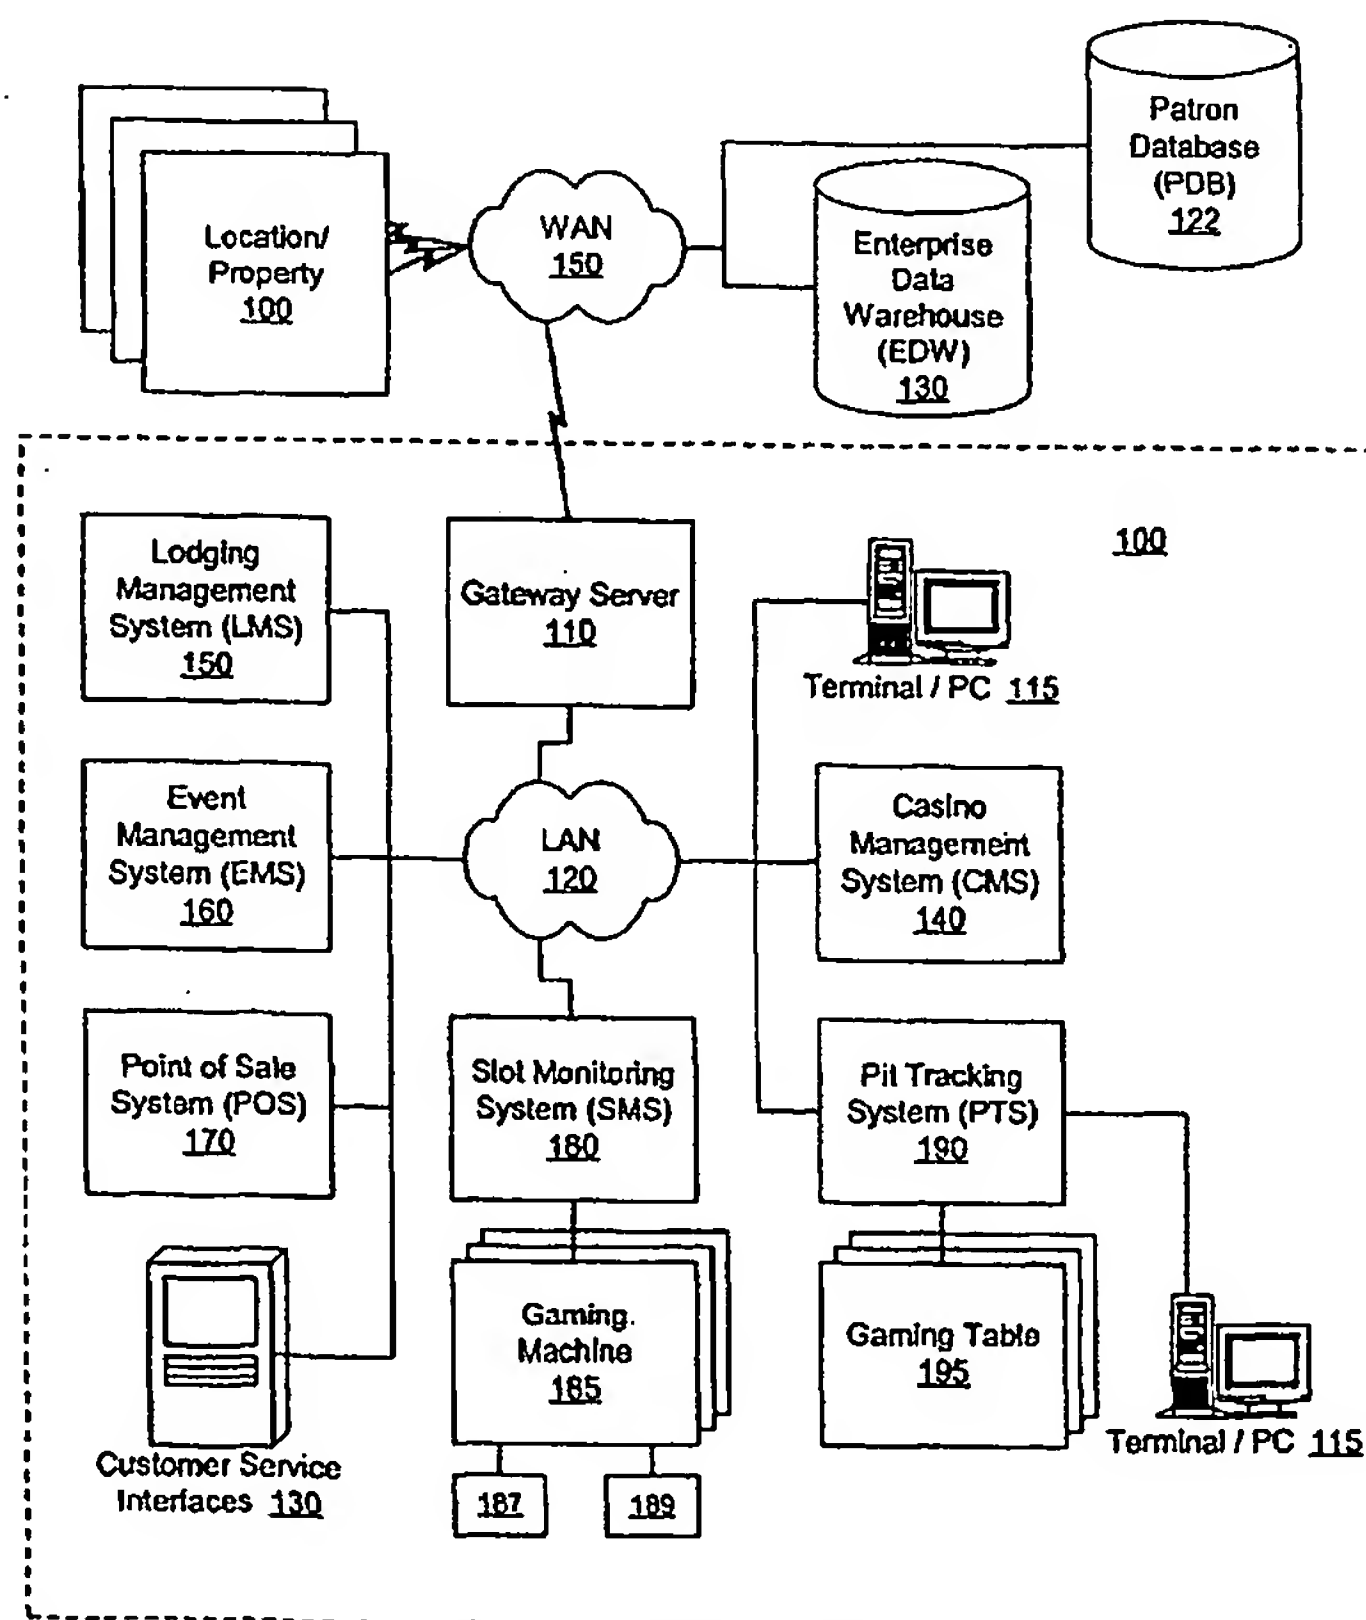 Patron
Database
(PDB)
122
Location/
Property
100
WAN
150
Enterprise
Data
Warehouse
(EDW)
130
100
Lodging
Management
System (LMS)
150
Gateway Server
110
Terminal / PC 115
Event
Management
System (EMS)
160
LAN
120
Casino
Management
System (CMS)
140
Point of Sale
System (POS)
170
Slot Monitoring
System (SMS)
180
Pit Tracking
System (PTS)
190
Gaming.
Machine
185
Gaming Table
195
Customer Service
Interfaces 130
187
189
Terminal / PC 115